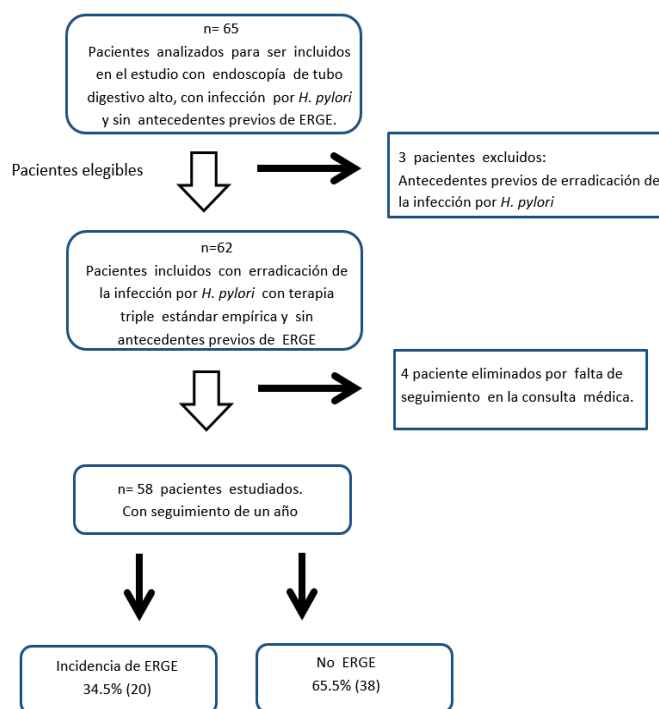 n= 65
Pacientes analizados para ser incluidos
en el estudio con endoscopía de tubo
digestivo alto, con infección por H. pylori
y sin antecedentes previos de ERGE.
Pacientes elegibles
3 pacientes excluidos:
Antecedentes previos de erradicación de
la infección por H. pylori
n=62
Pacientes incluidos con erradicación de
la infección por H. pylori con terapia
triple estándar empírica y sin
antecedentes previos de ERGE
4 paciente eliminados por falta de
seguimiento en la consulta médica.
n= 58 pacientes estudiados.
Con seguimiento de un año
Incidencia de ERGE
34.5% (20)
No ERGE
65.5% (38)